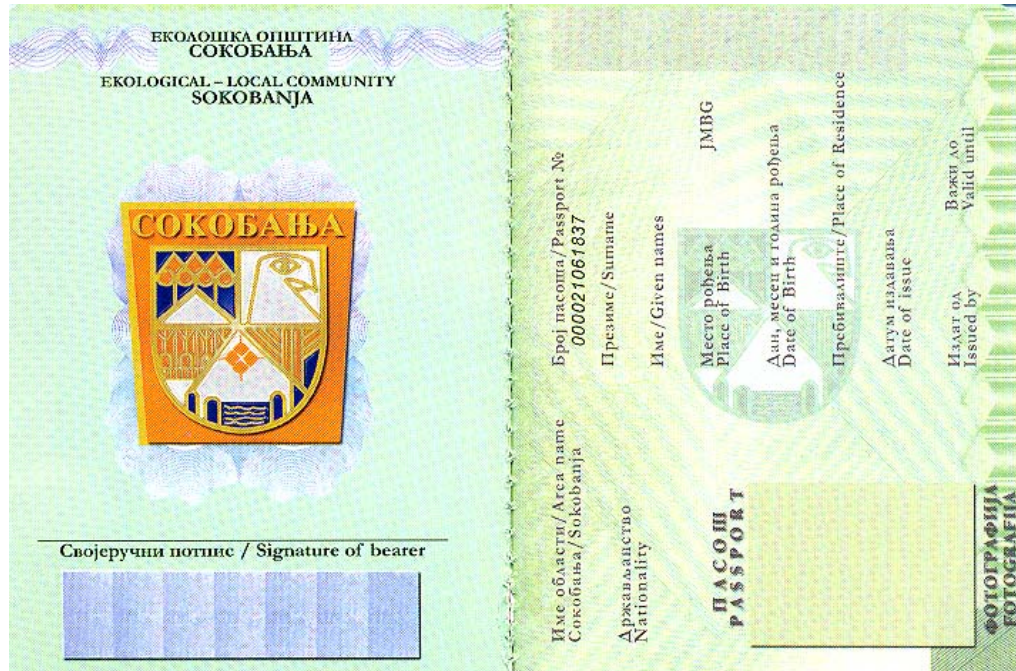 ЕКОЛОШКА ОПШТИНА
СОКОБАЊА
EKOLOGICAL – LOCAL COMMUNITY
SOKOBANJA
СОКОБАЊА
Својеручни потпис / Signature of bearer
Име области/Area name
Сокобања/Sokobanja
Држављанство
Nationality
ПАСОШ
PASSPORT
Број пасоша/Passport №
000021061837
Презиме/Surname
Име/Given names
Место рођења
Place of Birth
JMBG
Дан, месец и година рођења
Date of Birth
Пребивалиште/Place of Residence
Датум издавања
Date of issue
Издат од
Issued by
Важи до
Valid until
ФОТОГРАФИЈА
FOTOGRAFIJA